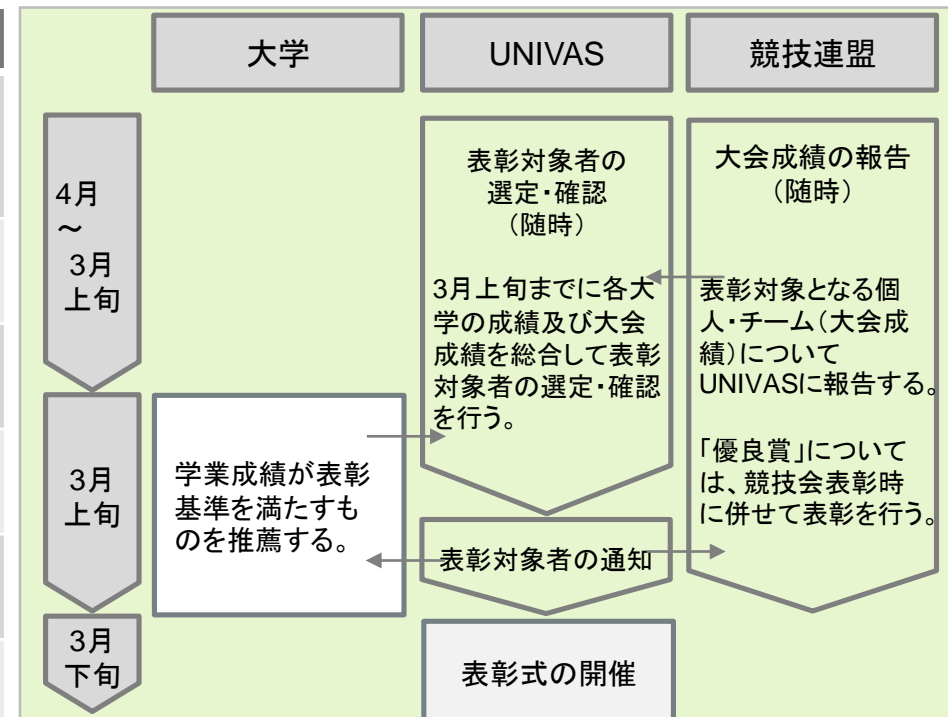 大学
UNIVAS
競技連盟
4月
～
3月
上旬
表彰対象者の
選定・確認
（随時）
3月上旬までに各大
学の成績及び大会
成績を総合して表彰
対象者の選定・確認
を行う。
大会成績の報告
（随時）
表彰対象となる個
人・チーム（大会成
績）について
UNIVASに報告する。
「優良賞」について
は、競技会表彰時
に併せて表彰を行う。
3月
上旬
学業成績が表彰
基準を満たすも
のを推薦する。
表彰対象者の通知
3月
下旬
表彰式の開催